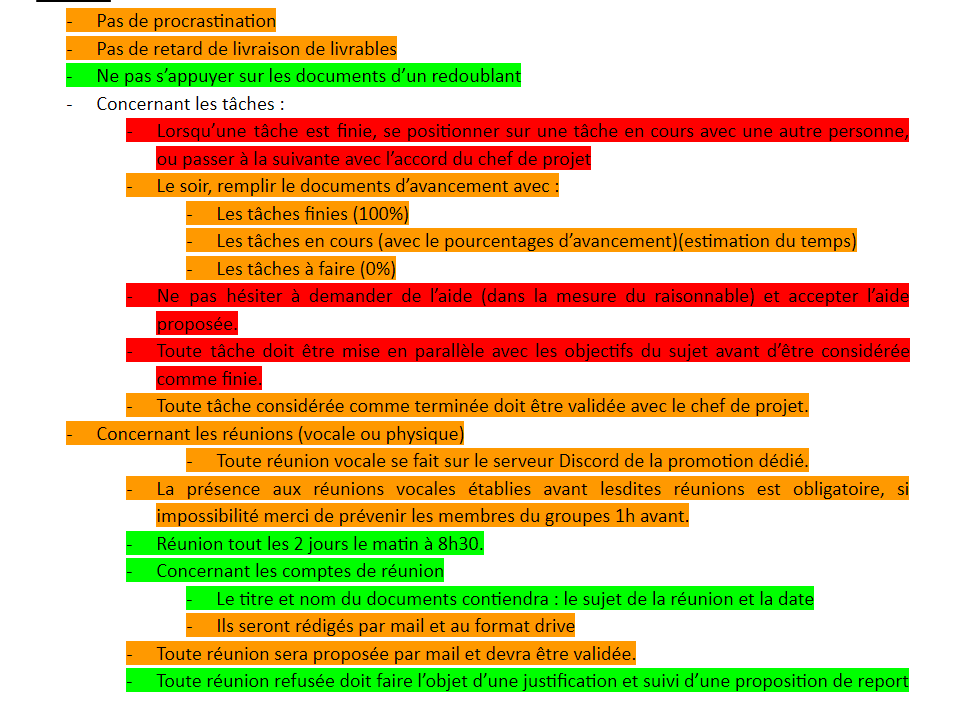 - Pas de procrastination
- Pas de retard de livraison de livrables
- Ne pas s’appuyer sur les documents d’un redoublant
- Concernant les tâches :
- Lorsqu’une tâche est finie, se positionner sur une tâche en cours avec une autre personne,
ou passer à la suivante avec l’accord du chef de projet
- Le soir, remplir le documents d’avancement avec :
- Les tâches finies (100%)
- Les tâches en cours (avec le pourcentages d’avancement)(estimation du temps)
- Les tâches à faire (0%)
- Ne pas hésiter à demander de l’aide (dans la mesure du raisonnable) et accepter l’aide
proposée.
- Toute tâche doit être mise en parallèle avec les objectifs du sujet avant d’être considérée
comme finie.
- Toute tâche considérée comme terminée doit être validée avec le chef de projet.
- Concernant les réunions (vocale ou physique)
- Toute réunion vocale se fait sur le serveur Discord de la promotion dédié.
- La présence aux réunions vocales établies avant lesdites réunions est obligatoire, si
impossibilité merci de prévenir les membres du groupes 1h avant.
- Réunion tout les 2 jours le matin à 8h30.
- Concernant les comptes de réunion
- Le titre et nom du documents contiendra : le sujet de la réunion et la date
- Ils seront rédigés par mail et au format drive
- Toute réunion sera proposée par mail et devra être validée.
- Toute réunion refusée doit faire l’objet d’une justification et suivi d’une proposition de report